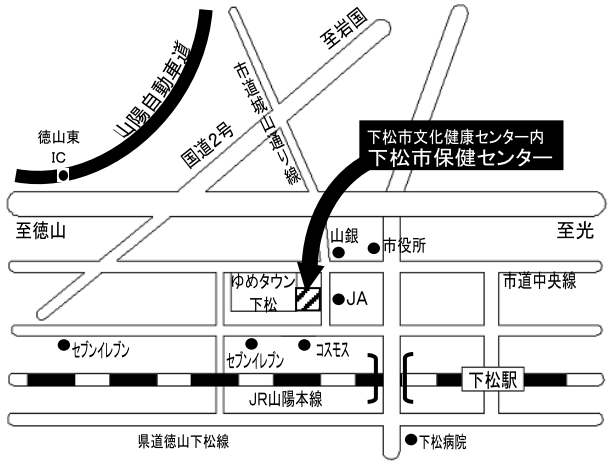 至岩国
山陽自動車道
市道城山通り線
国道2号
徳山東
IC
下松市文化健康センター内
下松市保健センター
至徳山
山銀
市役所
至光
ゆめタウン
下松
JA
市道中央線
セブンイレブン
セブンイレブン
コスモス
JR山陽本線
下松駅
県道徳山下松線
下松病院